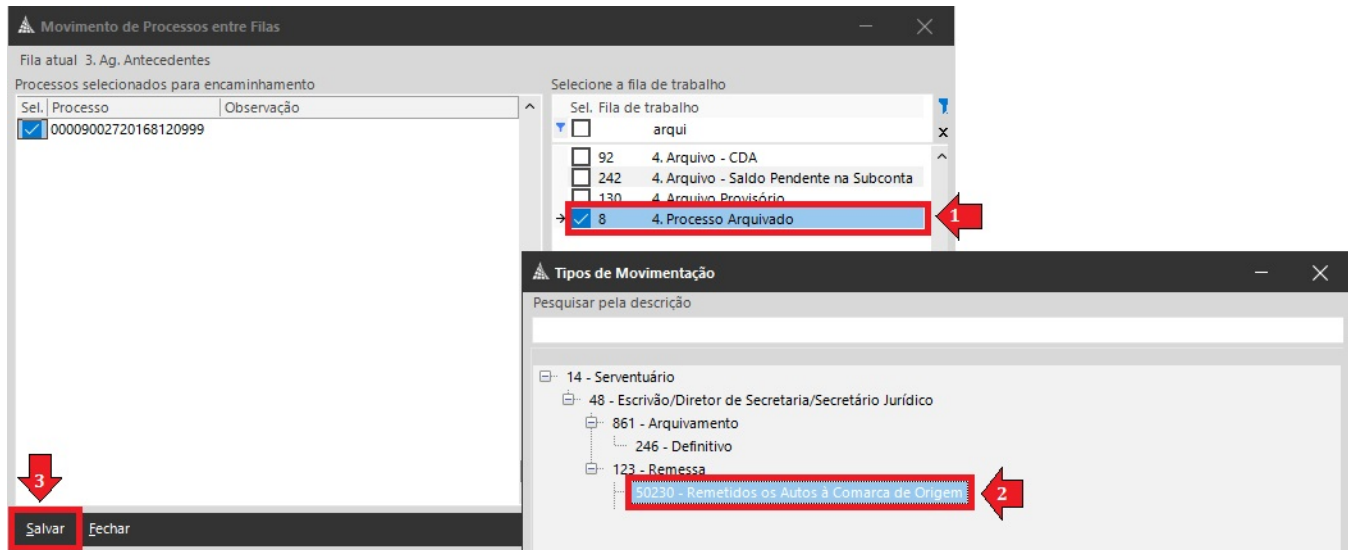 Movimento de Processos entre Filas
Fila atual 3. Ag. Antecedentes
Processos selecionados para encaminhamento
Sel. Processo Observação
00009002720168120999
Selecione a fila de trabalho
Sel. Fila de trabalho
arqui
x
92 4. Arquivo - CDA
242 4. Arquivo - Saldo Pendente na Subconta
130 4. Arquivo Provisório
8 4. Processo Arquivado
1
Tipos de Movimentação
Pesquisar pela descrição
14 - Serventuário
48 - Escrivão/Diretor de Secretaria/Secretário Jurídico
861 - Arquivamento
246 - Definitivo
123 - Remessa
50230 - Remetidos os Autos à Comarca de Origem
2
3
Salvar Fechar